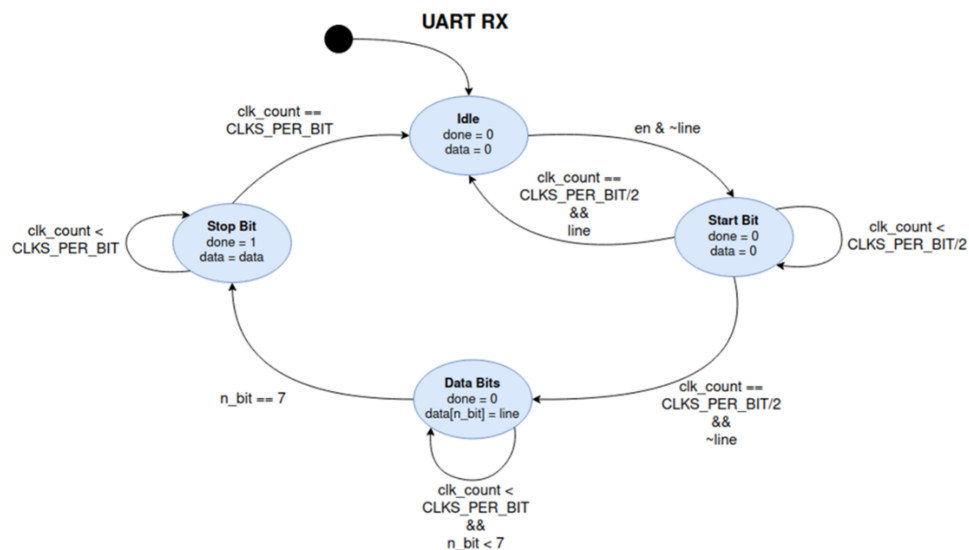 UART RX
Idle
done = 0
data = 0
clk_count ==
CLKS_PER_BIT
en & ~line
clk_count ==
CLKS_PER_BIT/2
&&
line
Start Bit
done = 0
data = 0
clk_count <
CLKS_PER_BIT/2
Stop Bit
done = 1
data = data
clk_count <
CLKS_PER_BIT
Data Bits
done = 0
data[n_bit] = line
n_bit == 7
clk_count ==
CLKS_PER_BIT/2
&&
~line
clk_count <
CLKS_PER_BIT
&&
n_bit < 7